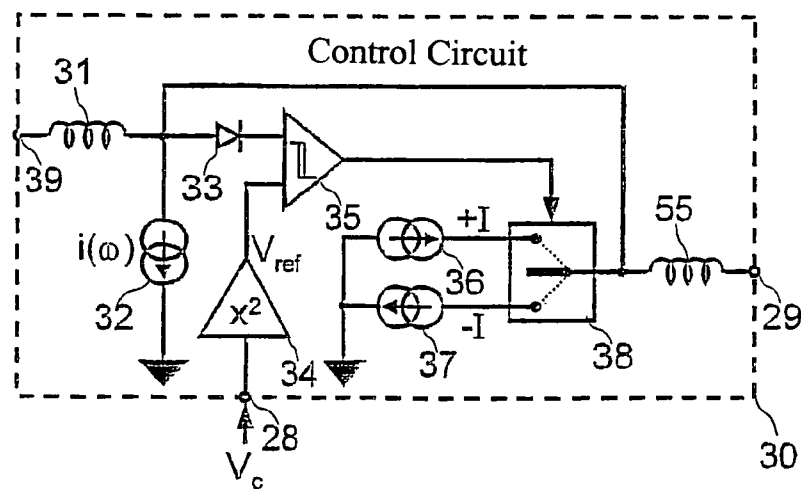 Control Circuit
31
39
33
35
i(ω)
32
V_ref
x²
34
+I
36
-I
37
38
55
29
28
30
V_c